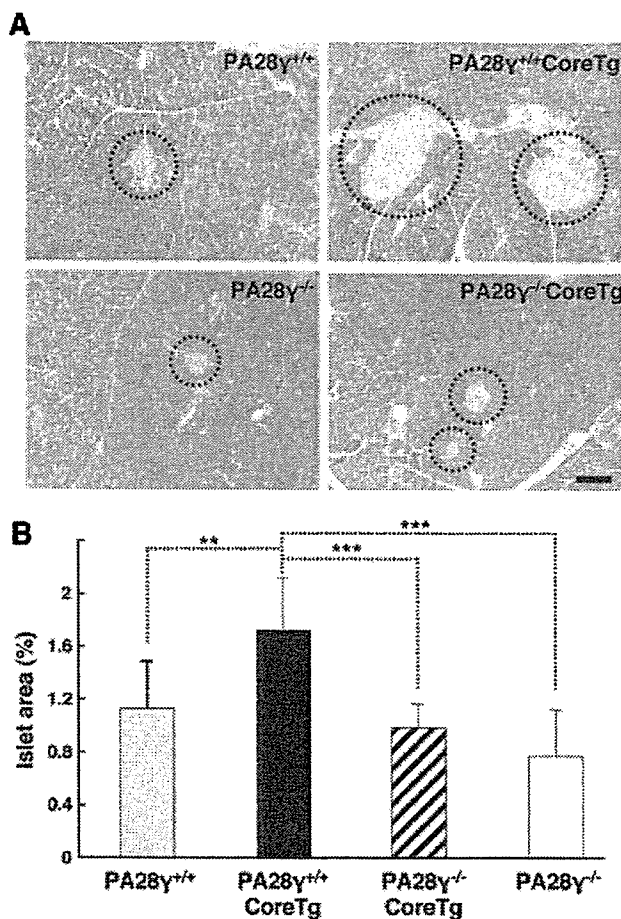 A
PA28γ+/+
PA28γ+/+CoreTg
PA28γ-/-
PA28γ-/-CoreTg
B
**
***
***
Islet area (%)
2
1.6
1.2
0.8
0.4
0
PA28γ+/+
PA28γ+/+
CoreTg
PA28γ-/-
CoreTg
PA28γ-/-